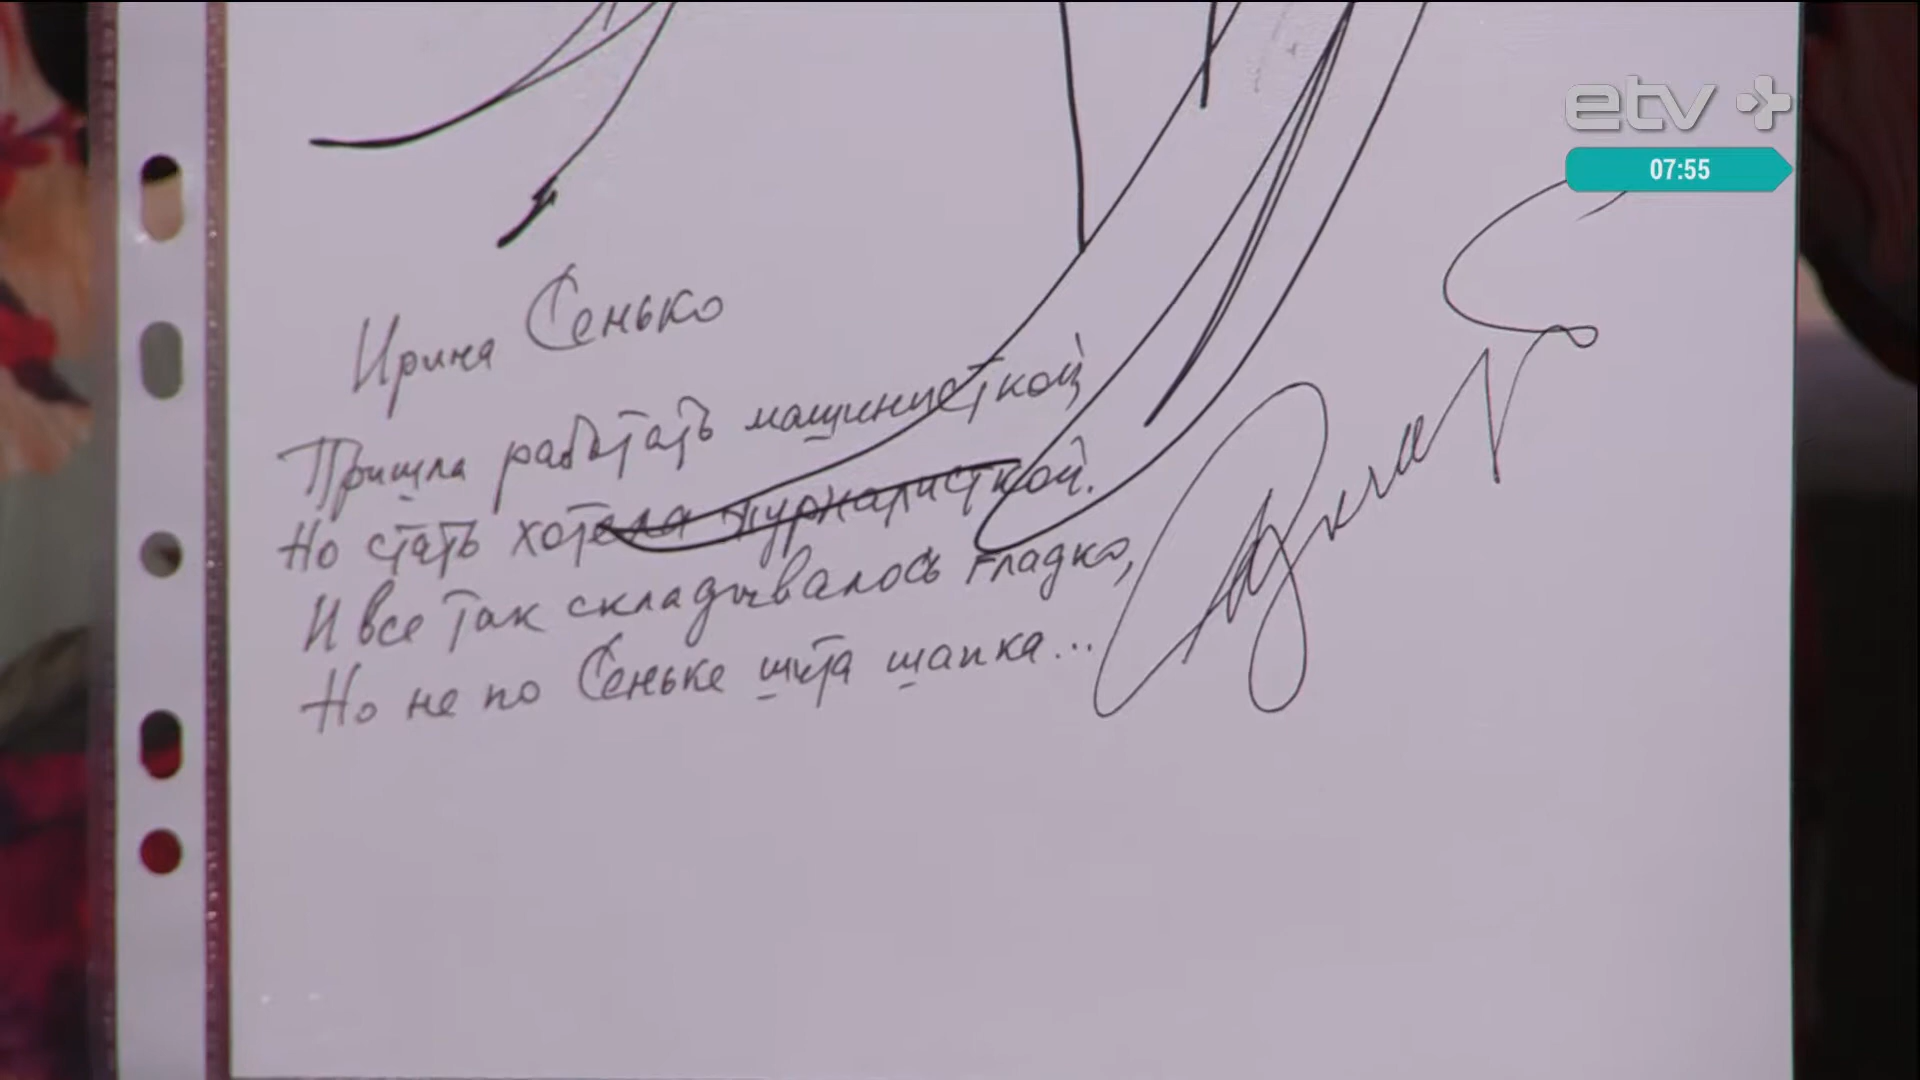 etv+
07:55
Ирина Сенько
Пришла работать машинисткой,
Но стать хотела журналисткой.
И все так складывалось гладко,
Но не по Сеньке шита шапка...